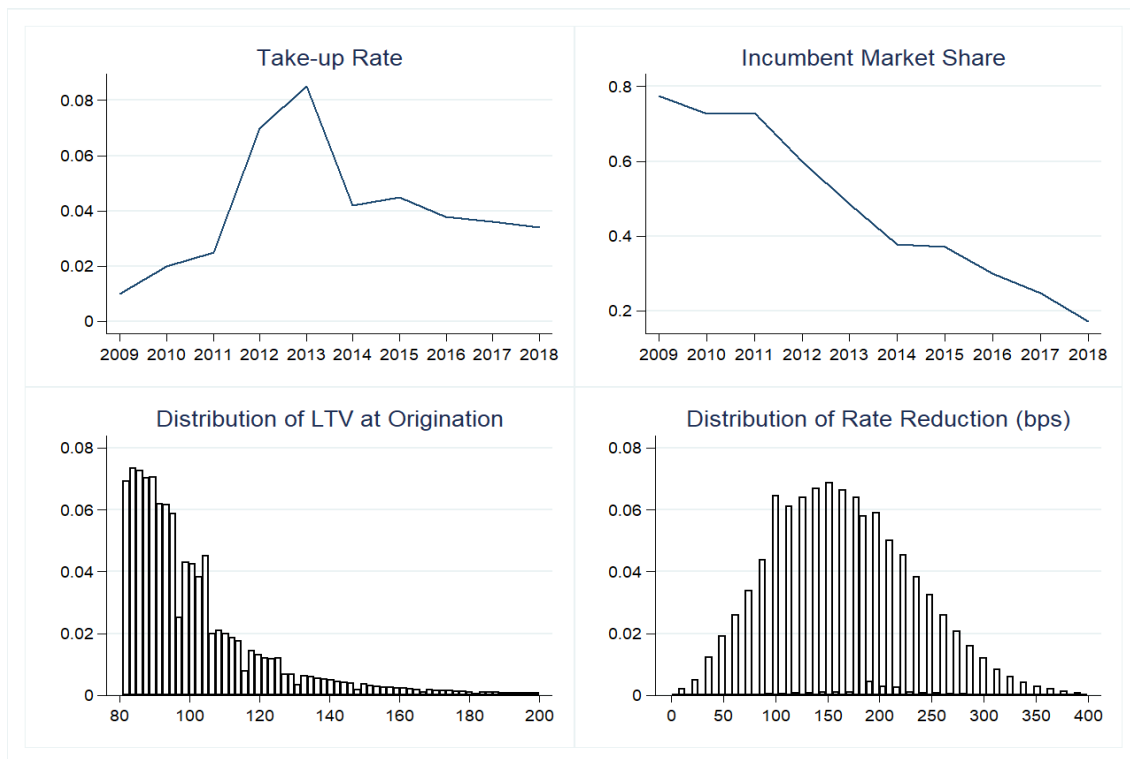 Take-up Rate
0.08
0.06
0.04
0.02
0
2009 2010 2011 2012 2013 2014 2015 2016 2017 2018
Incumbent Market Share
0.8
0.6
0.4
0.2
2009 2010 2011 2012 2013 2014 2015 2016 2017 2018
Distribution of LTV at Origination
0.08
0.06
0.04
0.02
0
80 100 120 140 160 180 200
Distribution of Rate Reduction (bps)
0.08
0.06
0.04
0.02
0
0 50 100 150 200 250 300 350 400